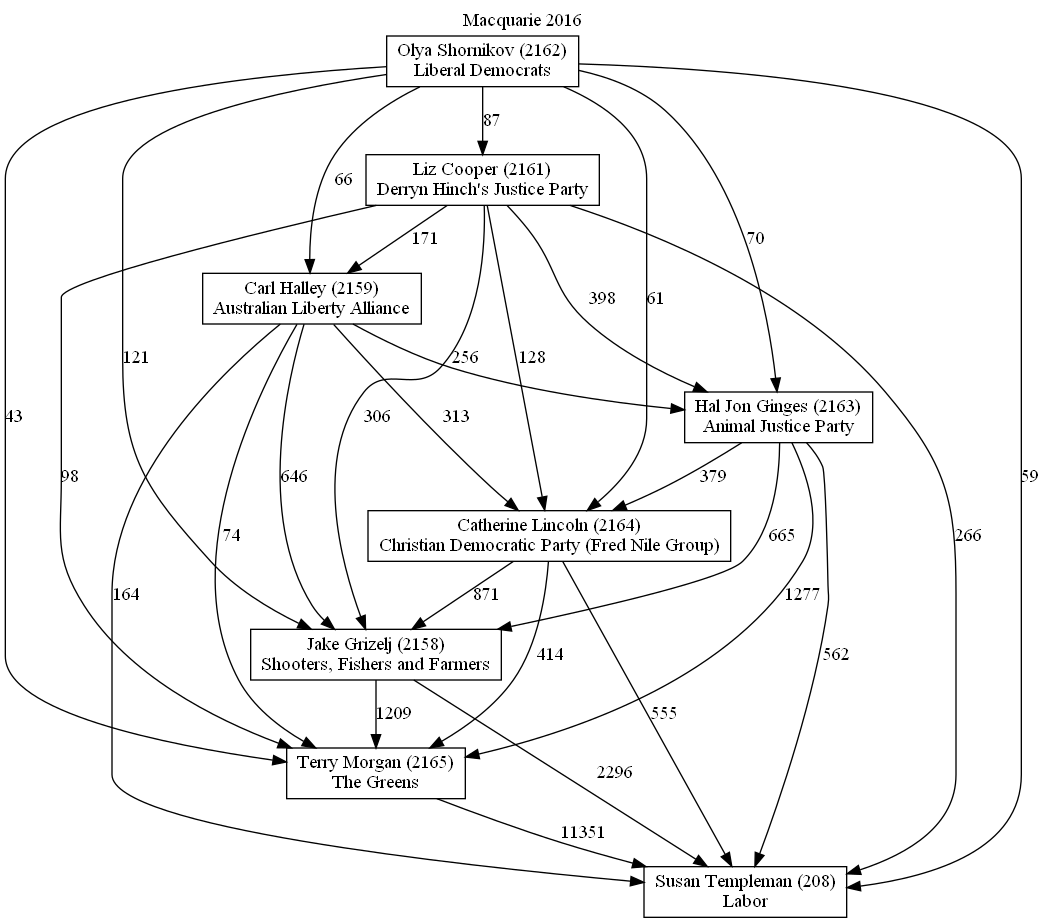 Macquarie 2016
Olya Shornikov (2162)
Liberal Democrats
87
Liz Cooper (2161)
Derryn Hinch's Justice Party
66
171
70
Carl Halley (2159)
Australian Liberty Alliance
398
61
121
256
128
43
306
313
Hal Jon Ginges (2163)
Animal Justice Party
98
646
379
59
74
Catherine Lincoln (2164)
Christian Democratic Party (Fred Nile Group)
665
266
164
871
1277
Jake Grizelj (2158)
Shooters, Fishers and Farmers
414
562
1209
555
Terry Morgan (2165)
The Greens
2296
11351
Susan Templeman (208)
Labor